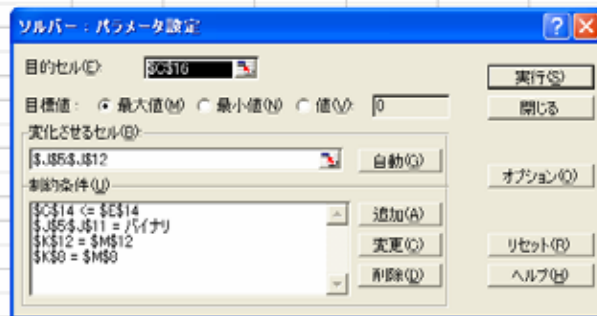 ソルバー：パラメータ設定
目的セル(E): $C$16 実行(S)
目標値： 最大値(M) 最小値(N) 値(V) 0 閉じる
変化させるセル(B):
$J$5:$J$12 自動(G) オプション(O)
制約条件(U)
$C$14 <= $E$14 追加(A)
$J$5:$J$11 = バイナリ
$K$12 = $M$12 変更(C) リセット(R)
$K$8 = $M$8
削除(D) ヘルプ(H)